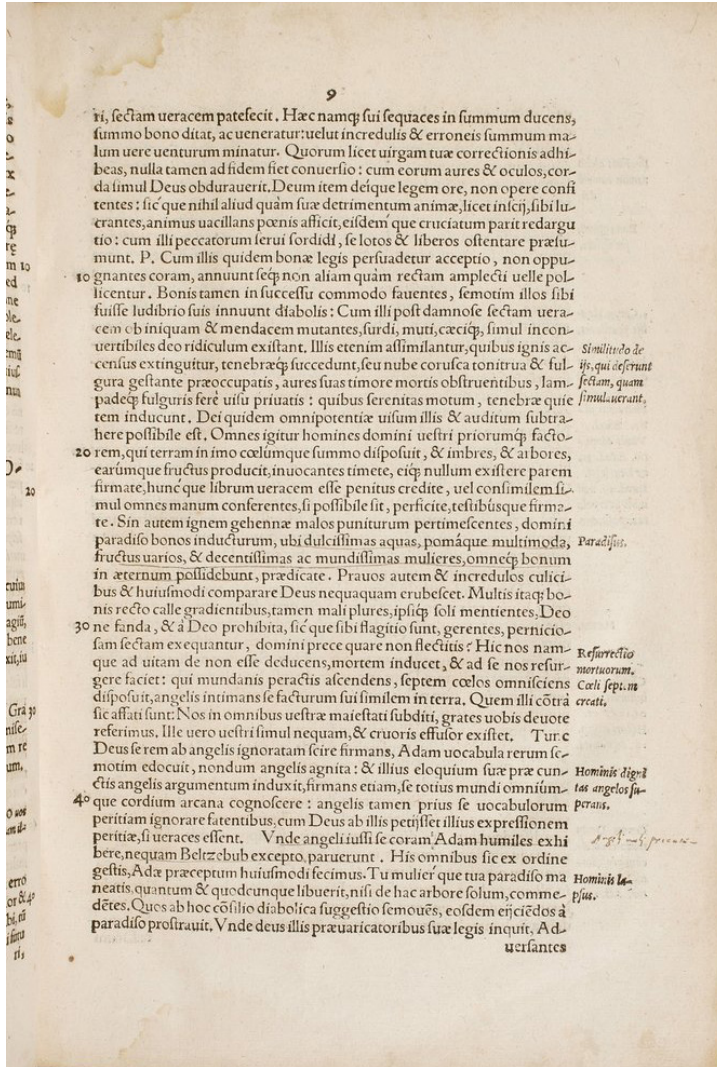 9
ri, sectam ueracem patefecit. Hæc namq; sui sequaces in summum ducens,
summo bono ditat, ac ueneratur: uelut incredulis & erroneis summum ma-
lum uere uenturum minatur. Quorum licet uirgam tuæ correctionis adhi-
beas, nulla tamen ad fidem fiet conuersio: cum eorum aures & oculos, cor-
da simul Deus obdurauerit. Deum item deíque legem ore, non opere confi
tentes: síc que nihil aliud quàm suæ detrimentum animæ, licet inscij, sibi lu-
crantes, animus uacillans pœnis afficit, eisdem que cruciatum parit redargu
tio: cum illi peccatorum serui sordidi, se lotos & liberos ostentare præsu-
munt. P. Cum illis quidem bonæ legis persuadetur acceptio, non oppu-
10 gnantes coram, annuunt seq; non aliam quàm rectam amplecti uelle pol-
licentur. Bonis tamen in successu commodo fauentes, semotim illos sibi
fuisse ludibrio suis innuunt diabolis: Cum illi post damnose sectam uera-
cem ob iniquam & mendacem mutantes, surdi, muti, cæciq;, simul incon-
uertibiles deo ridiculum existant. Illis etenim assimilantur, quibus ignis ac-
census extinguitur, tenebræq; succedunt, seu nube corusca tonitrua & ful-
gura gestante præoccupatis, aures suas timore mortis obstruentibus, lam-
padeq; fulguris ferè uisu priuatis: quibus serenitas motum, tenebræ quie
tem inducunt. Dei quidem omnipotentiæ uisum illis & auditum subtra-
here possibile est. Omnes igitur homines domini uestri priorumq; facto-
20 rem, qui terram in imo cœlumque summo disposuit, & imbres, & arbores,
earúmque fructus producit, inuocantes timete, eiq; nullum existere parem
firmate, hunc que librum ueracem esse penitus credite, uel consimilem si-
mul omnes manum conferentes, si possibile sit, perficite, testibusque firma-
te. Sin autem ignem gehennæ malos puniturum pertimescentes, domini
paradiso bonos inducturum, ubi dulcissimas aquas, pomáque multimoda,
fructus uarios, & decentissimas ac mundissimas mulieres, omneq; bonum
in æternum possidebunt, prædicate. Prauos autem & incredulos culici-
bus & huiusmodi comparare Deus nequaquam erubescet. Multis itaq; bo-
nis recto calle gradientibus, tamen mali plures, ipsiq; soli mentientes, Deo
30 ne fanda, & à Deo prohibita, síc que sibi flagitio sunt, gerentes, pernicio-
sam sectam exequantur, domini prece quare non flectitis? Hic nos nam-
que ad uitam de non esse deducens, mortem inducet, & ad se nos resur-
gere faciet: qui mundanis peractis ascendens, septem cœlos omnisciens
disposuit, angelis intimans se facturum sui similem in terra. Quem illi cōtrà
sic affati sunt: Nos in omnibus uestræ maiestati subditi, grates uobis deuote
referimus. Ille uero uestri simul nequam, & cruoris effusor existet. Tunc
Deus se rem ab angelis ignoratam scire firmans, Adam uocabula rerum se-
motim edocuit, nondum angelis agnita: & illius eloquium suræ præ cun-
ctis angelis argumentum induxit, firmans etiam, se totius mundi omnium-
40 que cordium arcana cognoscere: angelis tamen prius se uocabulorum
peritiam ignorare fatentibus, cum Deus ab illis petijsset illius expressionem
peritiæ, si ueraces essent. Vnde angeli iussi se coram Adam humiles exhi
bere, nequam Beltzebub excepto, paruerunt. His omnibus sic ex ordine
gestis, Adæ præceptum huiusmodi fecimus. Tu mulier que tua paradiso ma
neatis, quantum & quodcunque libuerit, nisi de hac arbore solum, comme-
dētes. Quos ab hoc cōsilio diabolica suggestio semouēs, eosdem eijciēdos à
paradiso prostrauit. Vnde deus illis præuaricatoribus suæ legis inquit, Ad-
uersantes
Similitudo de
ijs, qui deserunt
sectam, quam
simulauerant.
Paradisus.
Resurrectio
mortuorum.
Cœli septem
creati.
Hominis digni
tas angelos su-
perans.
Hominis la-
psus.